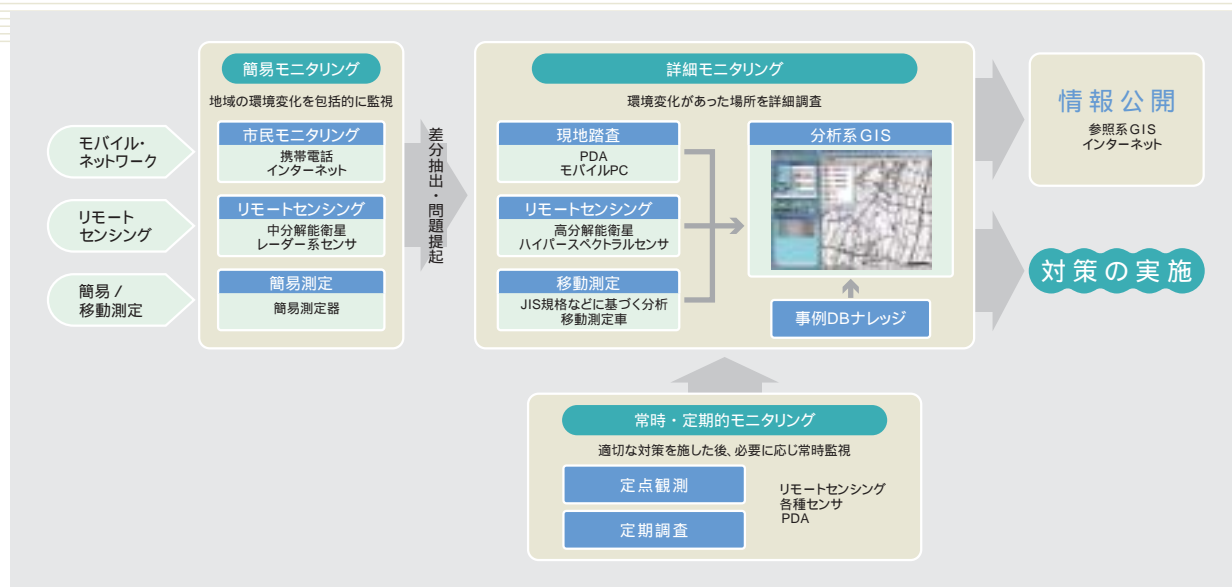 モバイル・
ネットワーク
リモート
センシング
簡易 /
移動測定
簡易モニタリング
地域の環境変化を包括的に監視
市民モニタリング
携帯電話
インターネット
リモートセンシング
中分解能衛星
レーダー系センサ
簡易測定
簡易測定器
差分抽出・問題提起
詳細モニタリング
環境変化があった場所を詳細調査
現地踏査
PDA
モバイルPC
リモートセンシング
高分解能衛星
ハイパースペクトラルセンサ
移動測定
JIS規格などに基づく分析
移動測定車
分析系GIS
事例DBナレッジ
情報公開
参照系GIS
インターネット
対策の実施
常時・定期的モニタリング
適切な対策を施した後、必要に応じ常時監視
定点観測
定期調査
リモートセンシング
各種センサ
PDA